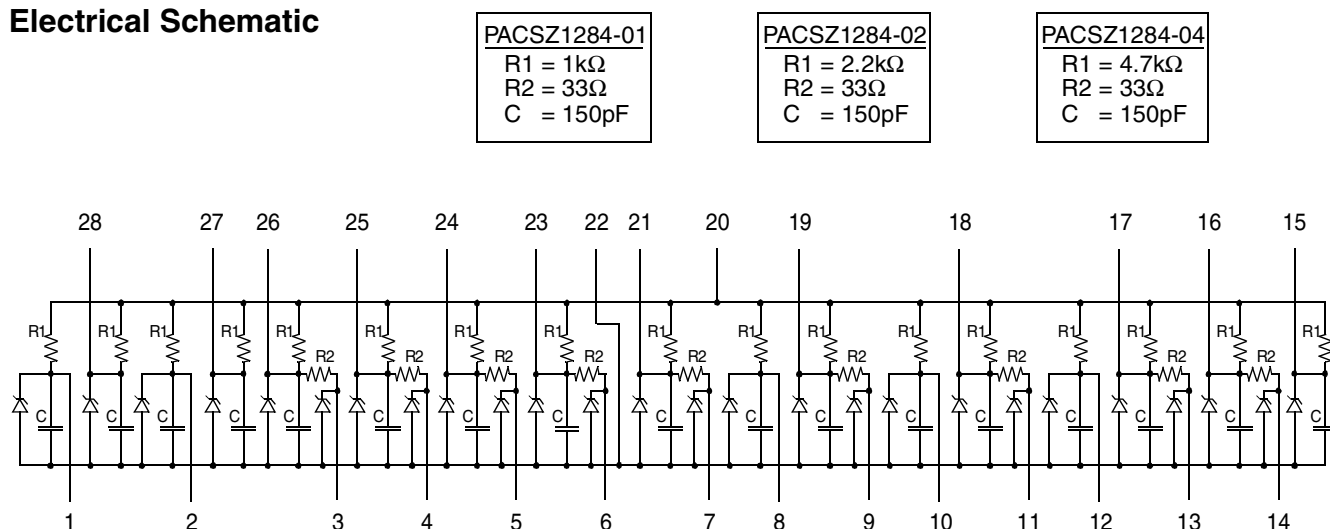 Electrical Schematic
PACSZ1284-01
R1 = 1kΩ
R2 = 33Ω
C = 150pF
PACSZ1284-02
R1 = 2.2kΩ
R2 = 33Ω
C = 150pF
PACSZ1284-04
R1 = 4.7kΩ
R2 = 33Ω
C = 150pF
28 27 26 25 24 23 22 21 20 19 18 17 16 15
R1 R1 R1 R1 R1 R1 R1 R1 R1 R1 R1 R1 R1 R1 R1 R1 R1
R2 R2 R2 R2 R2 R2 R2 R2 R2
C C C C C C C C C C C C C C C C C
1 2 3 4 5 6 7 8 9 10 11 12 13 14